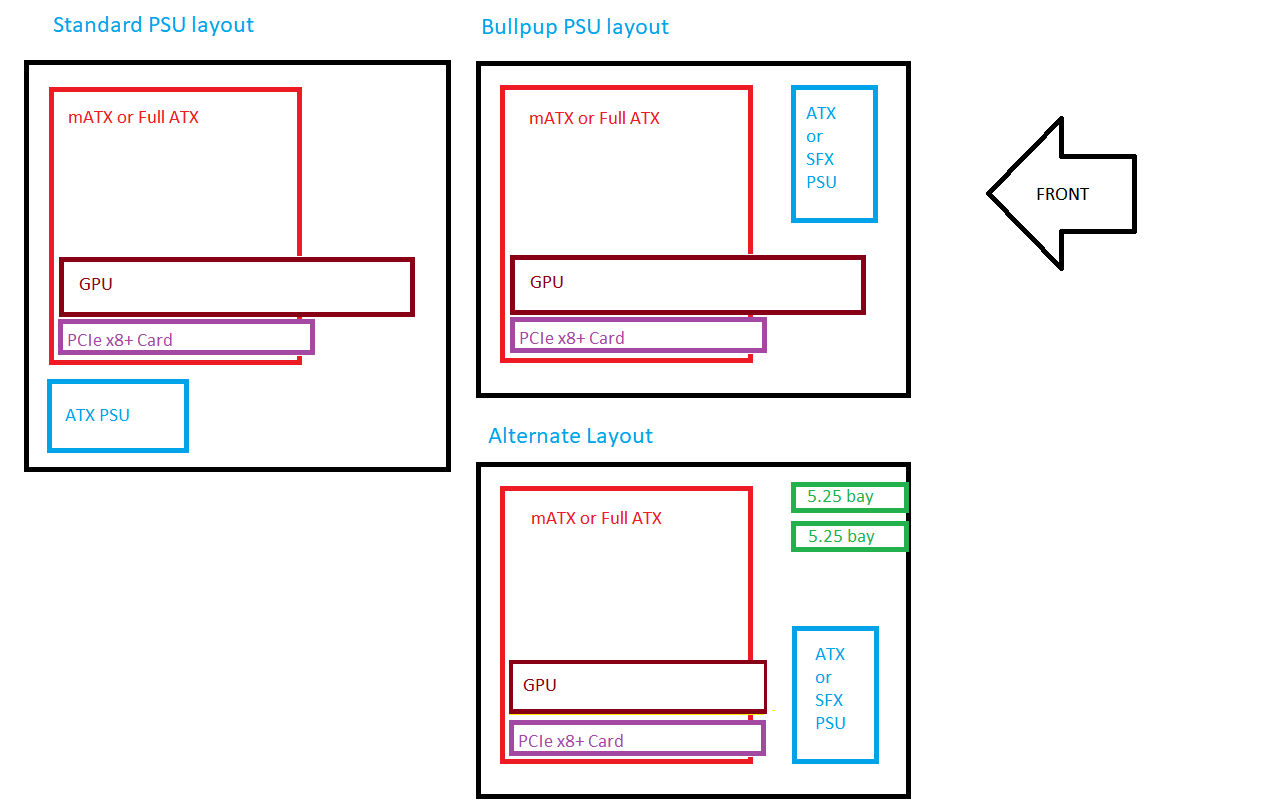 Standard PSU layout
mATX or Full ATX
GPU
PCIe x8+ Card
ATX PSU
Bullpup PSU layout
mATX or Full ATX
ATX
or
SFX
PSU
GPU
PCIe x8+ Card
FRONT
Alternate Layout
mATX or Full ATX
5.25 bay
5.25 bay
GPU
PCIe x8+ Card
ATX
or
SFX
PSU